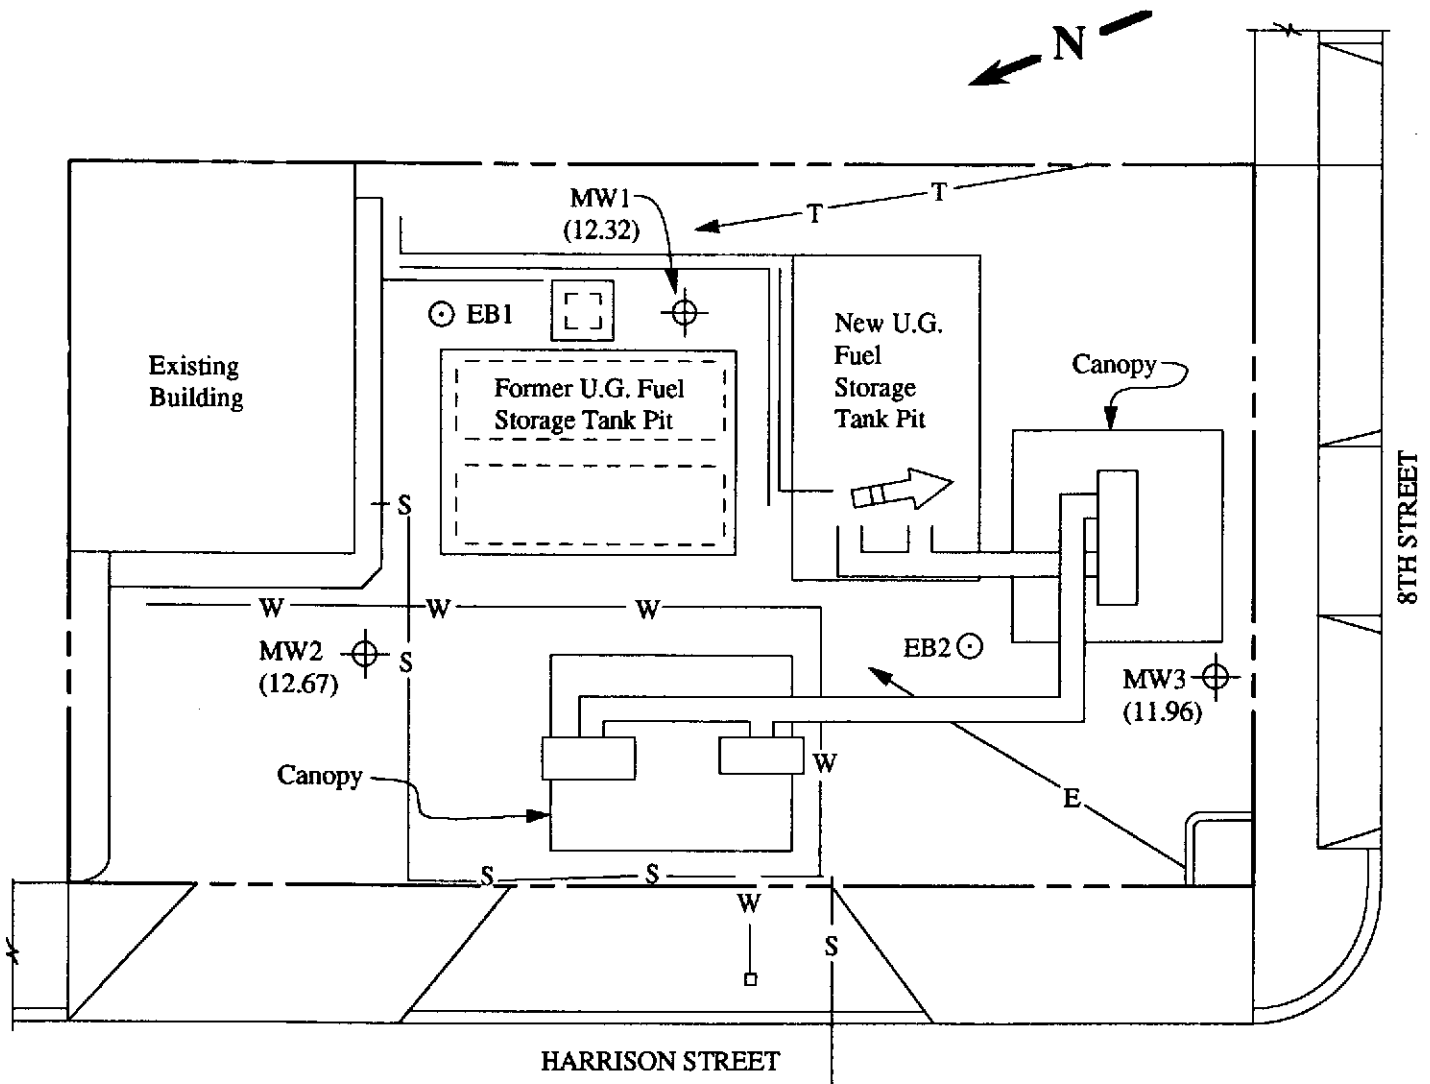 N
MW1
(12.32)
T
T
EB1
New U.G.
Fuel
Storage
Tank Pit
Existing
Building
Former U.G. Fuel
Storage Tank Pit
Canopy
S
8TH STREET
W
W
W
MW2
(12.67)
S
EB2
MW3
(11.96)
Canopy
W
E
S
S
W
S
HARRISON STREET